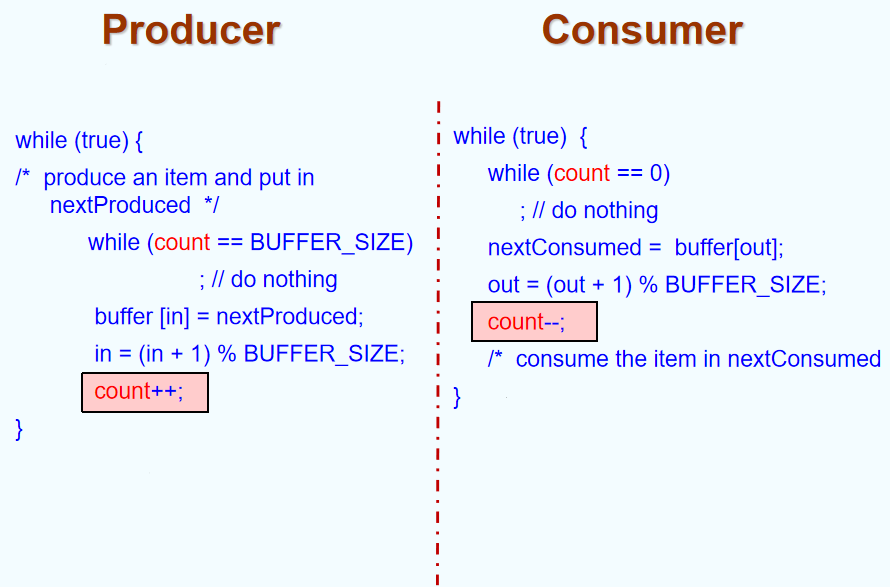 Producer
while (true) {
/* produce an item and put in
nextProduced */
while (count == BUFFER_SIZE)
; // do nothing
buffer [in] = nextProduced;
in = (in + 1) % BUFFER_SIZE;
count++;
}
Consumer
while (true) {
while (count == 0)
; // do nothing
nextConsumed = buffer[out];
out = (out + 1) % BUFFER_SIZE;
count--;
/* consume the item in nextConsumed
}